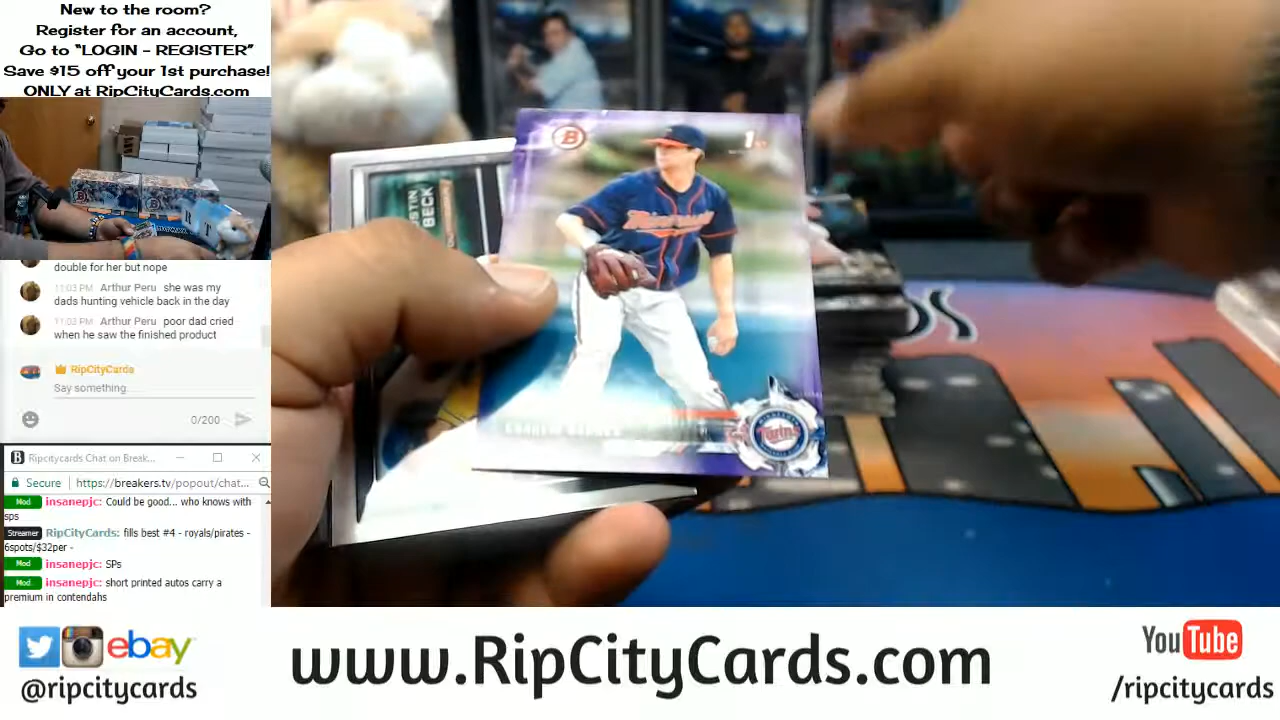 New to the room?
Register for an account,
Go to "LOGIN - REGISTER"
Save $15 off your 1st purchase!
ONLY at RipCityCards.com
double for her but nope
11:03 PM Arthur Peru she was my
dads hunting vehicle back in the day
11:03 PM Arthur Peru poor dad cried
when he saw the finished product
RipCityCards
Say something
0/200
B Ripcitycards Chat on Break...
Secure https://breakers.tv/popout/chat...
Mod insanepjc: Could be good... who knows with
sps
Streamer RipCityCards: fills best #4 - royals/pirates -
6spots/$32per -
Mod insanepjc: SPs
Mod insanepjc: short printed autos carry a
premium in contendahs
BECK
B
1st
Twins
ebay
@ripcitycards
www.RipCityCards.com
YouTube
/ripcitycards